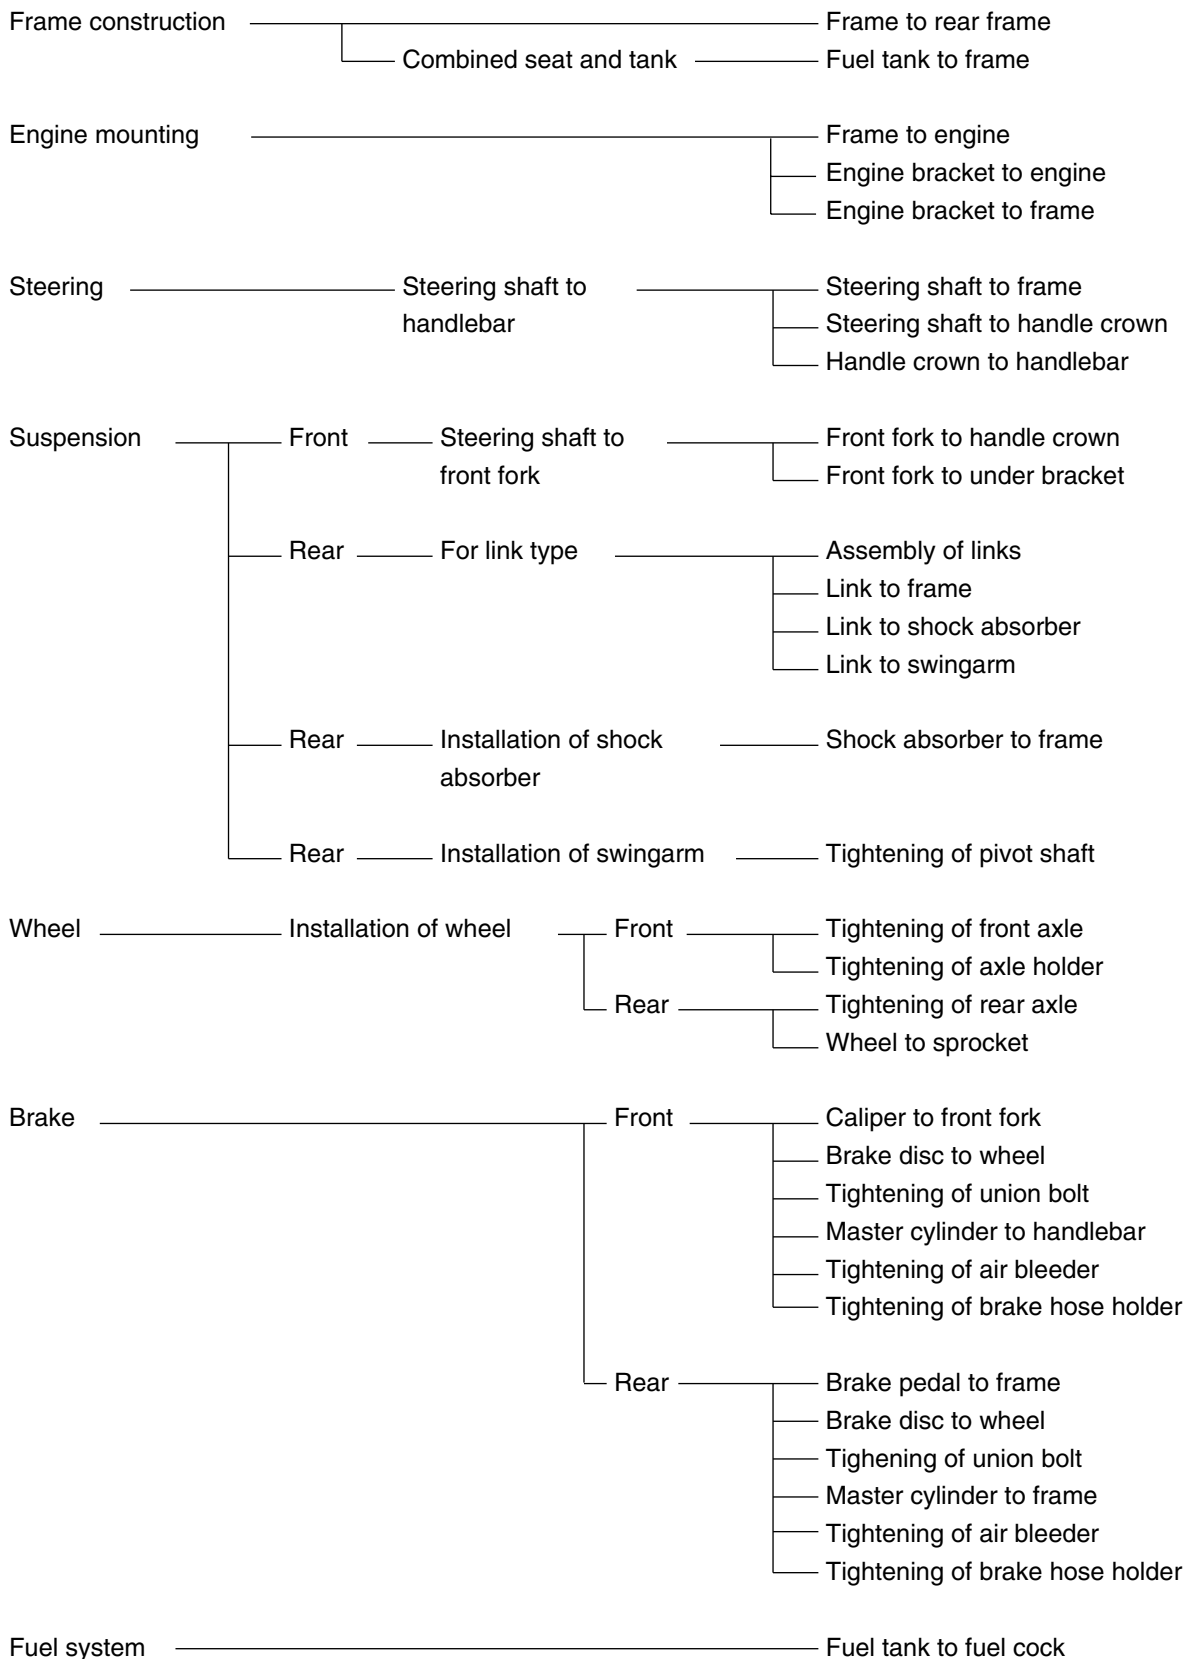 Frame construction Frame to rear frame
Combined seat and tank Fuel tank to frame
Engine mounting Frame to engine
Engine bracket to engine
Engine bracket to frame
Steering Steering shaft to Steering shaft to frame
handlebar Steering shaft to handle crown
Handle crown to handlebar
Suspension Front Steering shaft to Front fork to handle crown
front fork Front fork to under bracket
Rear For link type Assembly of links
Link to frame
Link to shock absorber
Link to swingarm
Rear Installation of shock Shock absorber to frame
absorber
Rear Installation of swingarm Tightening of pivot shaft
Wheel Installation of wheel Front Tightening of front axle
Tightening of axle holder
Rear Tightening of rear axle
Wheel to sprocket
Brake Front Caliper to front fork
Brake disc to wheel
Tightening of union bolt
Master cylinder to handlebar
Tightening of air bleeder
Tightening of brake hose holder
Rear Brake pedal to frame
Brake disc to wheel
Tighening of union bolt
Master cylinder to frame
Tightening of air bleeder
Tightening of brake hose holder
Fuel system Fuel tank to fuel cock